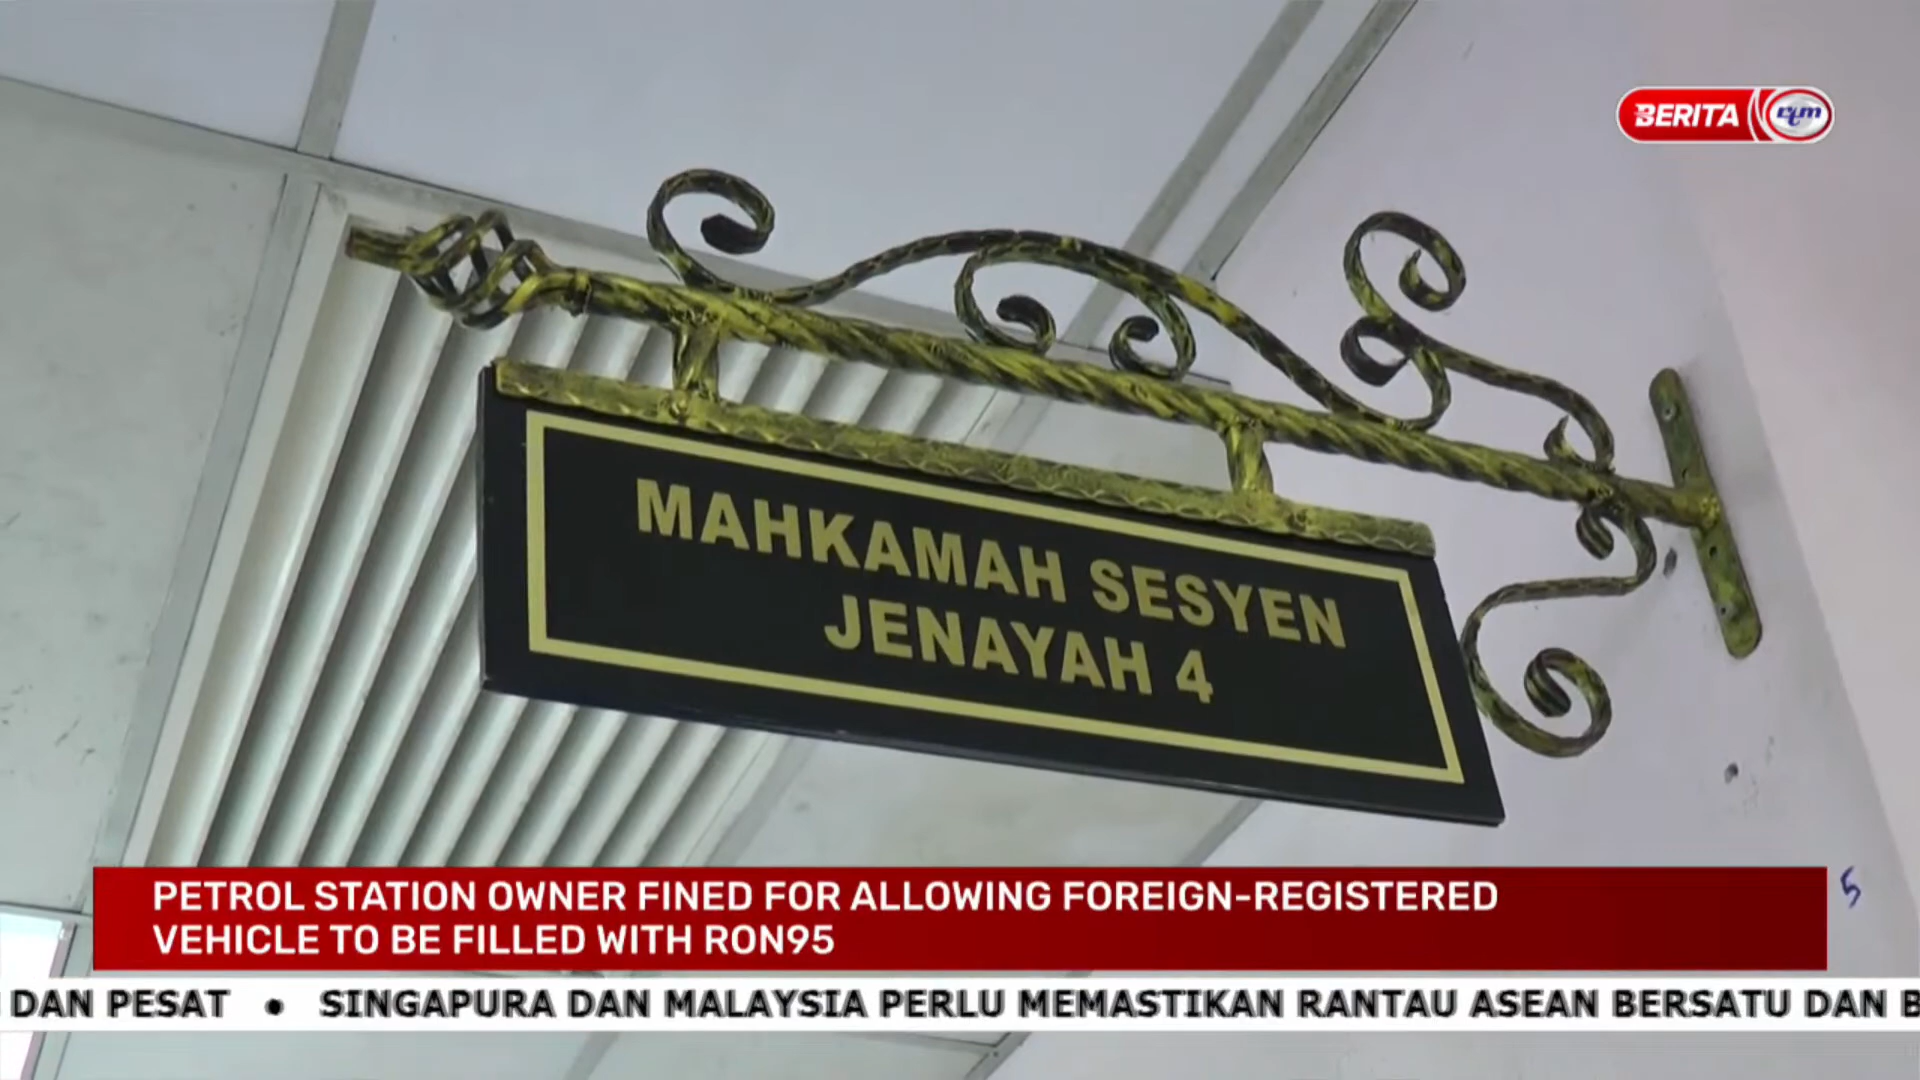 BERITA rtm
MAHKAMAH SESYEN
JENAYAH 4
PETROL STATION OWNER FINED FOR ALLOWING FOREIGN-REGISTERED
VEHICLE TO BE FILLED WITH RON95
5
DAN PESAT • SINGAPURA DAN MALAYSIA PERLU MEMASTIKAN RANTAU ASEAN BERSATU DAN B